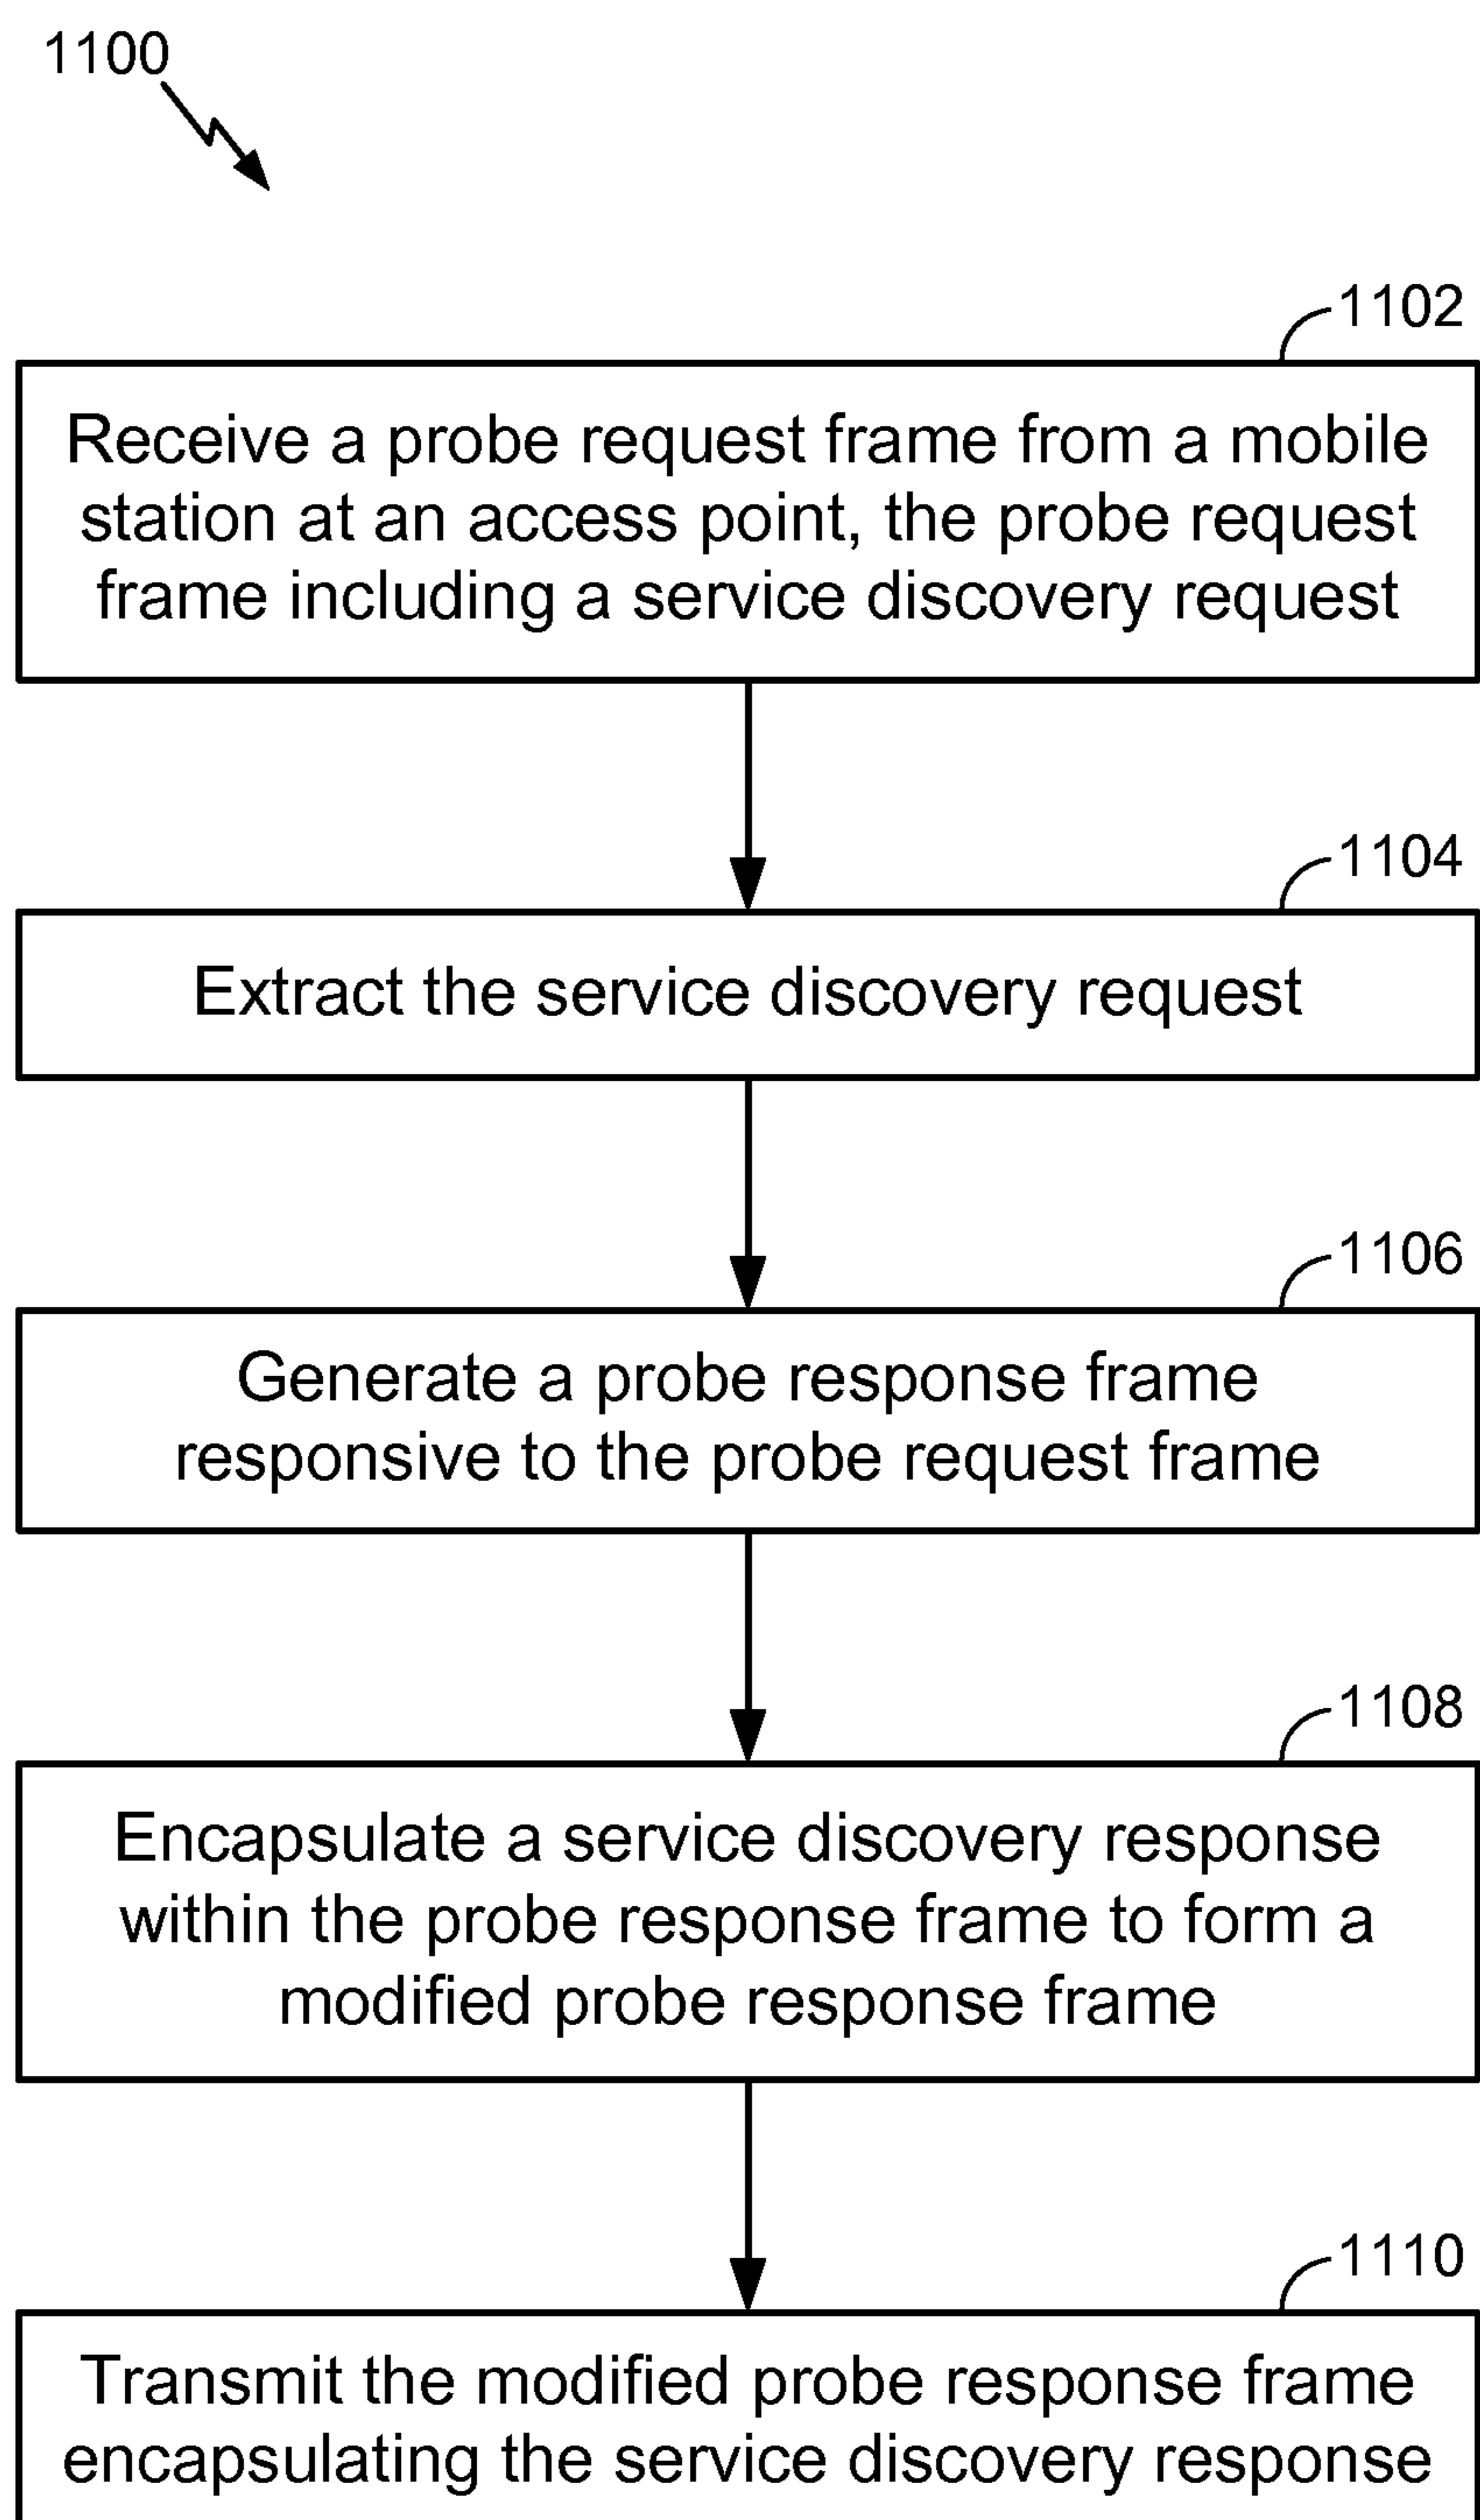 1100
1102
Receive a probe request frame from a mobile
station at an access point, the probe request
frame including a service discovery request
1104
Extract the service discovery request
1106
Generate a probe response frame
responsive to the probe request frame
1108
Encapsulate a service discovery response
within the probe response frame to form a
modified probe response frame
1110
Transmit the modified probe response frame
encapsulating the service discovery response